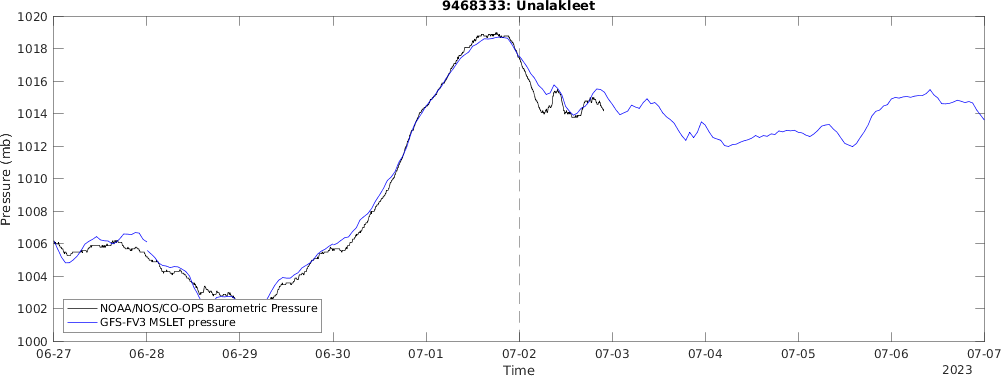 9468333: Unalakleet
1020
1018
1016
1014
1012
1010
1008
1006
1004
1002
1000
Pressure (mb)
NOAA/NOS/CO-OPS Barometric Pressure
GFS-FV3 MSLET pressure
06-27 06-28 06-29 06-30 07-01 07-02 07-03 07-04 07-05 07-06 07-07
Time
2023